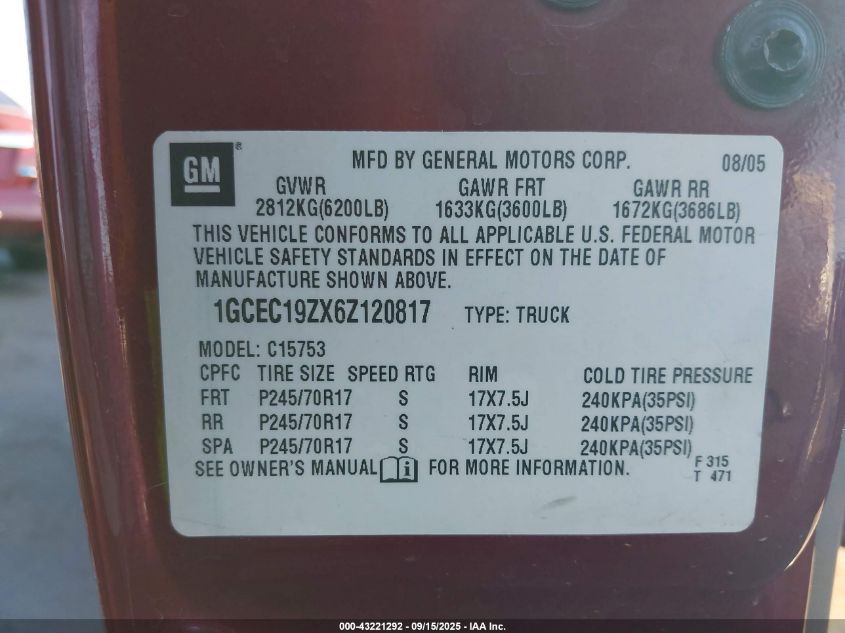 GM ® MFD BY GENERAL MOTORS CORP. 08/05
GVWR GAWR FRT GAWR RR
2812KG(6200LB) 1633KG(3600LB) 1672KG(3686LB)
THIS VEHICLE CONFORMS TO ALL APPLICABLE U.S. FEDERAL MOTOR
VEHICLE SAFETY STANDARDS IN EFFECT ON THE DATE OF
MANUFACTURE SHOWN ABOVE.
1GCEC19ZX6Z120817 TYPE: TRUCK
MODEL: C15753
CPFC TIRE SIZE SPEED RTG RIM COLD TIRE PRESSURE
FRT P245/70R17 S 17X7.5J 240KPA(35PSI)
RR P245/70R17 S 17X7.5J 240KPA(35PSI)
SPA P245/70R17 S 17X7.5J 240KPA(35PSI)
SEE OWNER'S MANUAL i FOR MORE INFORMATION. F 315
T 471
000-43221292 - 09/15/2025 - IAA Inc.